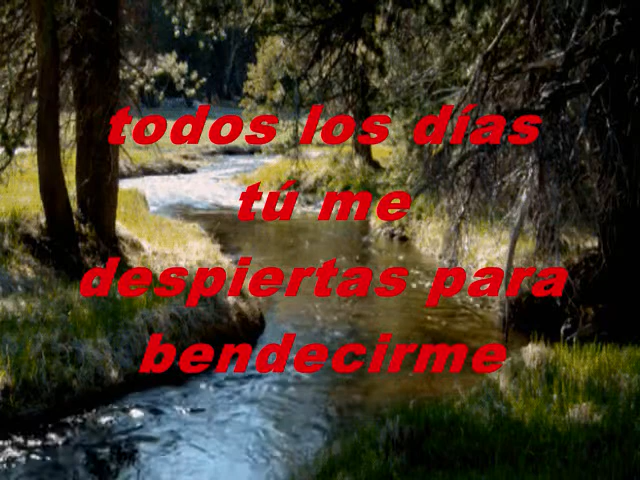 todos los días
tú me
despiertas para
bendecirme